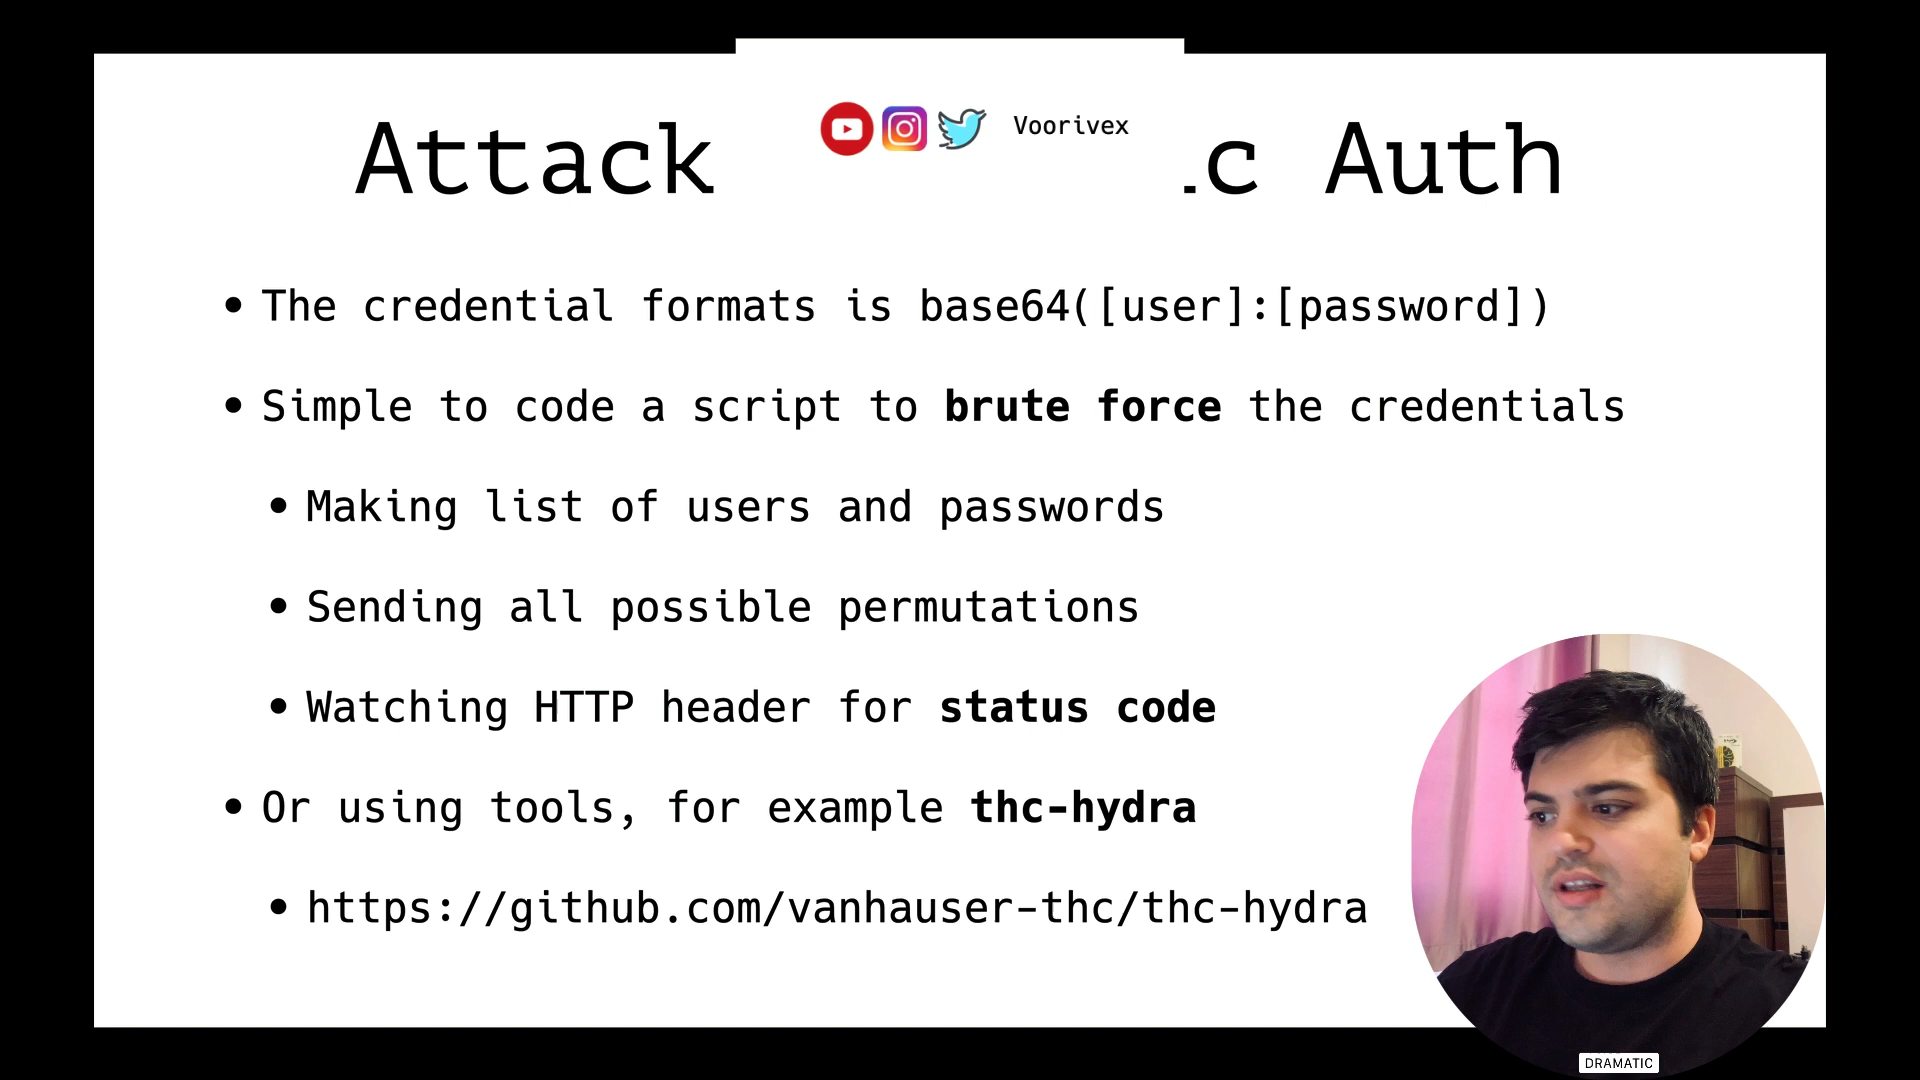 Voorivex
Attack ic Auth
• The credential formats is base64([user]:[password])
• Simple to code a script to brute force the credentials
• Making list of users and passwords
• Sending all possible permutations
• Watching HTTP header for status code
• Or using tools, for example thc-hydra
• https://github.com/vanhauser-thc/thc-hydra
DRAMATIC